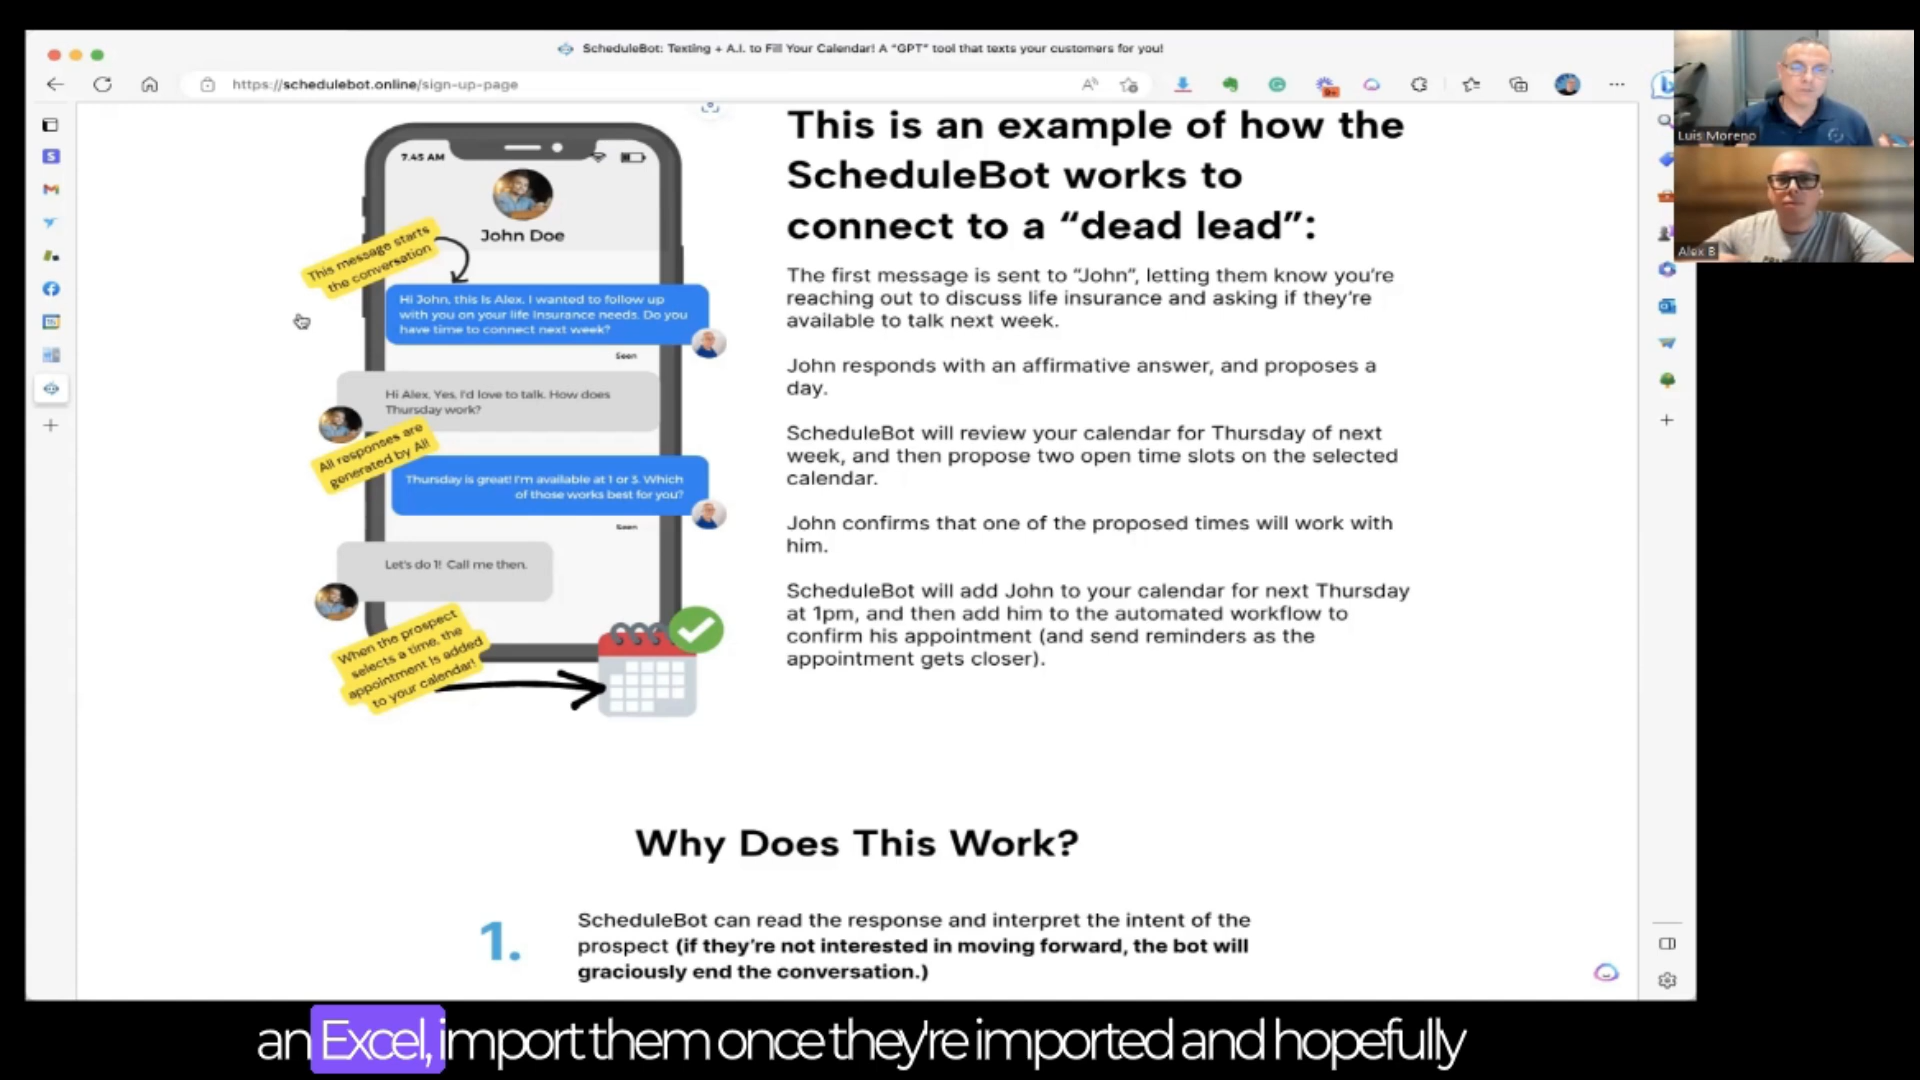 ScheduleBot: Texting + A.I. to Fill Your Calendar! A "GPT" tool that texts your customers for you!
https://schedulebot.online/sign-up-page
Luis Moreno
Alex B
7.45 AM
John Doe
This message starts
the conversation
Hi John, this is Alex. I wanted to follow up
with you on your life insurance needs. Do you
have time to connect next week?
Seen
Hi Alex, Yes, I'd love to talk. How does
Thursday work?
All responses are
generated by AI!
Thursday is great! I'm available at 1 or 3. Which
of those works best for you?
Seen
Let's do 1! Call me then.
When the prospect
selects a time, the
appointment is added
to your calendar!
This is an example of how the
ScheduleBot works to
connect to a “dead lead”:
The first message is sent to “John”, letting them know you’re
reaching out to discuss life insurance and asking if they’re
available to talk next week.
John responds with an affirmative answer, and proposes a
day.
ScheduleBot will review your calendar for Thursday of next
week, and then propose two open time slots on the selected
calendar.
John confirms that one of the proposed times will work with
him.
ScheduleBot will add John to your calendar for next Thursday
at 1pm, and then add him to the automated workflow to
confirm his appointment (and send reminders as the
appointment gets closer).
Why Does This Work?
1.
ScheduleBot can read the response and interpret the intent of the
prospect (if they’re not interested in moving forward, the bot will
graciously end the conversation.)
an Excel, import them once they're imported and hopefully